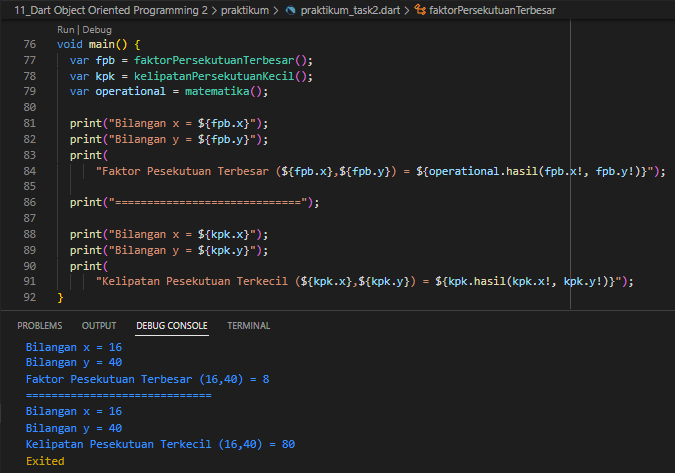 11_Dart Object Oriented Programming 2 > praktikum > praktikum_task2.dart > faktorPersekutuanTerbesar
Run | Debug
76 void main() {
77 var fpb = faktorPersekutuanTerbesar();
78 var kpk = kelipatanPersekutuanKecil();
79 var operational = matematika();
80
81 print("Bilangan x = ${fpb.x}");
82 print("Bilangan y = ${fpb.y}");
83 print(
84 "Faktor Pesekutuan Terbesar (${fpb.x},${fpb.y}) = ${operational.hasil(fpb.x!, fpb.y!)}");
85
86 print("=============================");
87
88 print("Bilangan x = ${kpk.x}");
89 print("Bilangan y = ${kpk.y}");
90 print(
91 "Kelipatan Pesekutuan Terkecil (${kpk.x},${kpk.y}) = ${kpk.hasil(kpk.x!, kpk.y!)}");
92 }
PROBLEMS OUTPUT DEBUG CONSOLE TERMINAL
Bilangan x = 16
Bilangan y = 40
Faktor Pesekutuan Terbesar (16,40) = 8
=============================
Bilangan x = 16
Bilangan y = 40
Kelipatan Pesekutuan Terkecil (16,40) = 80
Exited